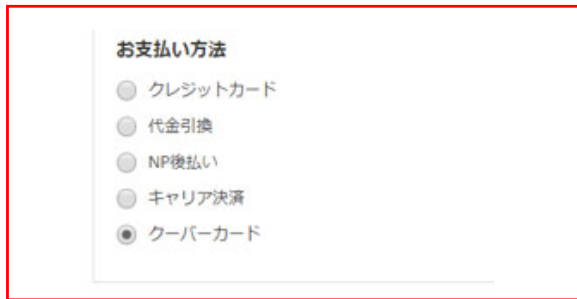 お支払い方法
クレジットカード
代金引換
NP後払い
キャリア決済
クーバーカード